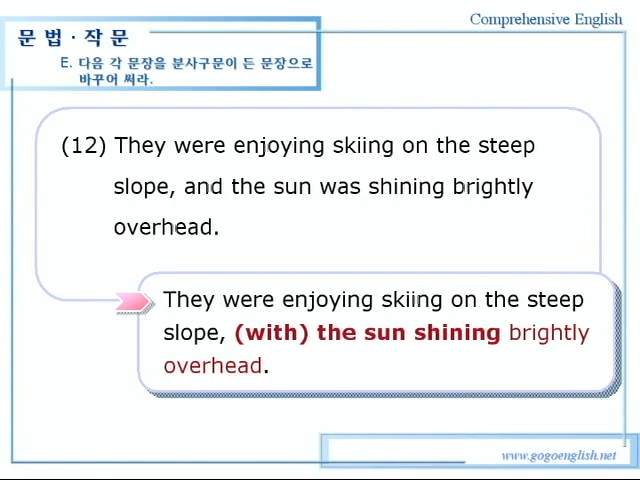 Comprehensive English
문 법 · 작 문
E. 다음 각 문장을 분사구문이 든 문장으로
바꾸어 써라.
(12) They were enjoying skiing on the steep
slope, and the sun was shining brightly
overhead.
They were enjoying skiing on the steep
slope, (with) the sun shining brightly
overhead.
www.gogoenglish.net